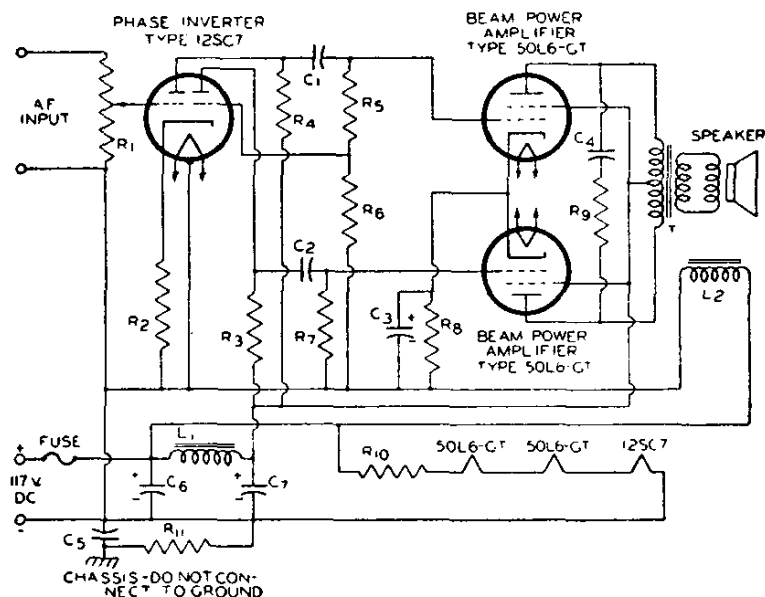 PHASE INVERTER
TYPE 12SC7
BEAM POWER
AMPLIFIER
TYPE 50L6-GT
AF
INPUT
R1
C1
R4
R5
C4
SPEAKER
R6
R9
T
C2
L2
R2
R3
R7
C3
+
-
R8
BEAM POWER
AMPLIFIER
TYPE 50L6-GT
+
FUSE
L1
R10
50L6-GT
50L6-GT
12SC7
117 V.
DC
-
+
-
C6
+
-
C7
C5
R11
CHASSIS-DO NOT CON-
NECT TO GROUND